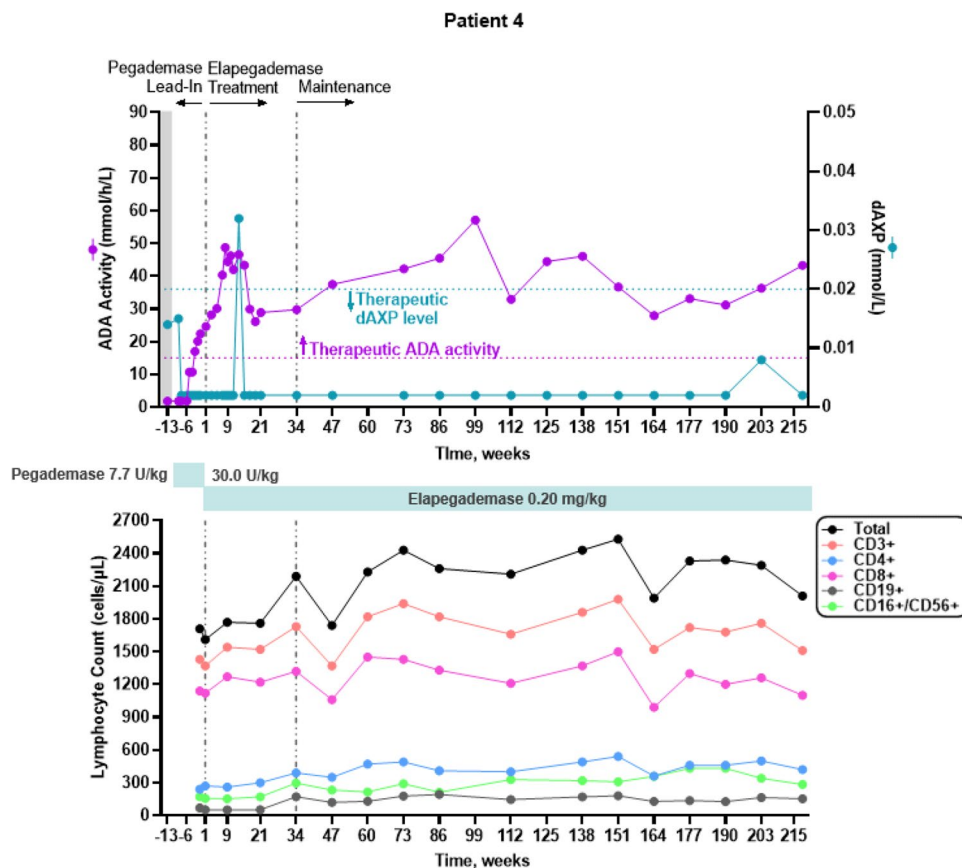 Patient 4
Pegademase Elapegademase
Lead-In Treatment Maintenance
ADA Activity (mmol/h/L)
90
80
70
60
50
40
30
20
10
0
0.05
0.04
0.03
0.02
0.01
0
dAXP (mmol/L)
Therapeutic
dAXP level
Therapeutic ADA activity
-13 -6 1 9 21 34 47 60 73 86 99 112 125 138 151 164 177 190 203 215
TIme, weeks
Pegademase 7.7 U/kg 30.0 U/kg
Elapegademase 0.20 mg/kg
Lymphocyte Count (cells/µL)
2700
2400
2100
1800
1500
1200
900
600
300
0
Total
CD3+
CD4+
CD8+
CD19+
CD16+/CD56+
-13 -6 1 9 21 34 47 60 73 86 99 112 125 138 151 164 177 190 203 215
Time, weeks